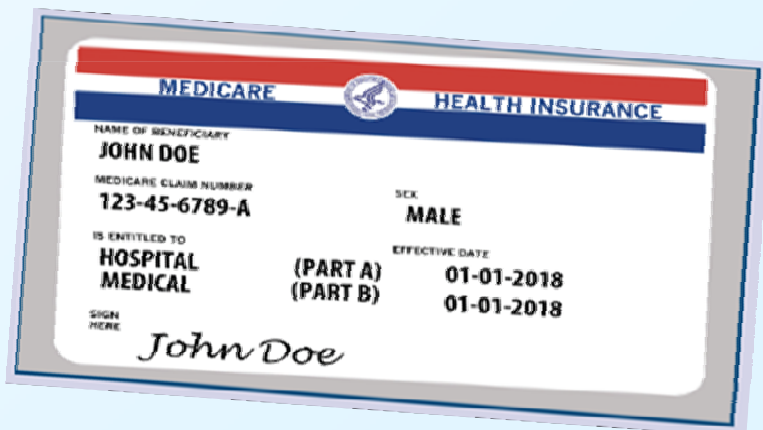 MEDICARE HEALTH INSURANCE
NAME OF BENEFICIARY
JOHN DOE
MEDICARE CLAIM NUMBER
123-45-6789-A
SEX
MALE
IS ENTITLED TO
EFFECTIVE DATE
HOSPITAL (PART A) 01-01-2018
MEDICAL (PART B) 01-01-2018
SIGN
HERE
John Doe